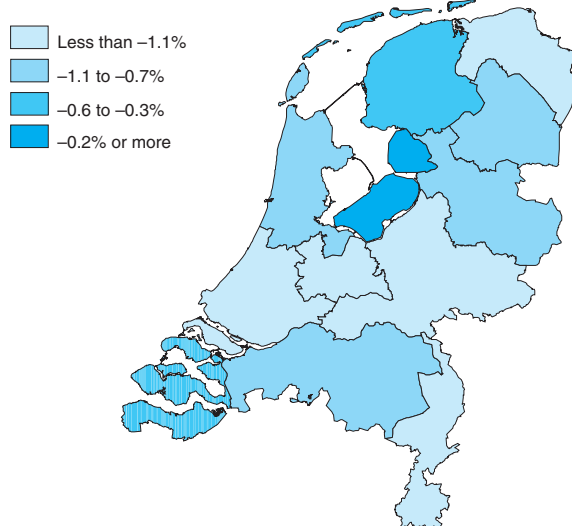 Less than –1.1%
–1.1 to –0.7%
–0.6 to –0.3%
–0.2% or more